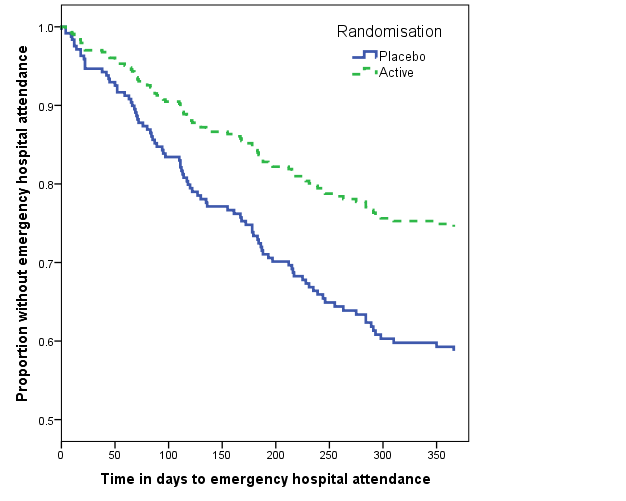 Randomisation
Placebo
Active
Proportion without emergency hospital attendance
1.0
0.9
0.8
0.7
0.6
0.5
0 50 100 150 200 250 300 350
Time in days to emergency hospital attendance